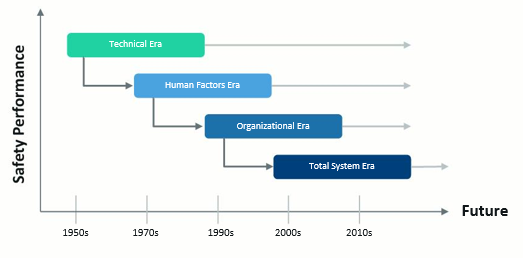 Technical Era
Human Factors Era
Organizational Era
Total System Era
Safety Performance
Future
1950s
1970s
1990s
2000s
2010s